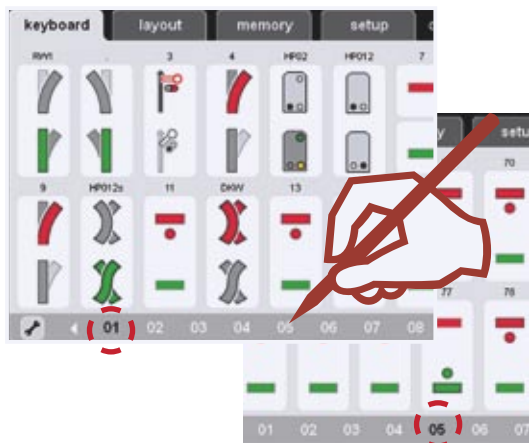 keyboard layout memory setup
RW1 . 3 4 HP02 HP012 7
9 HP012s 11 DKW 13
01 02 03 04 05 06 07 08
setu
70
77 78
01 02 03 04 05 06 07